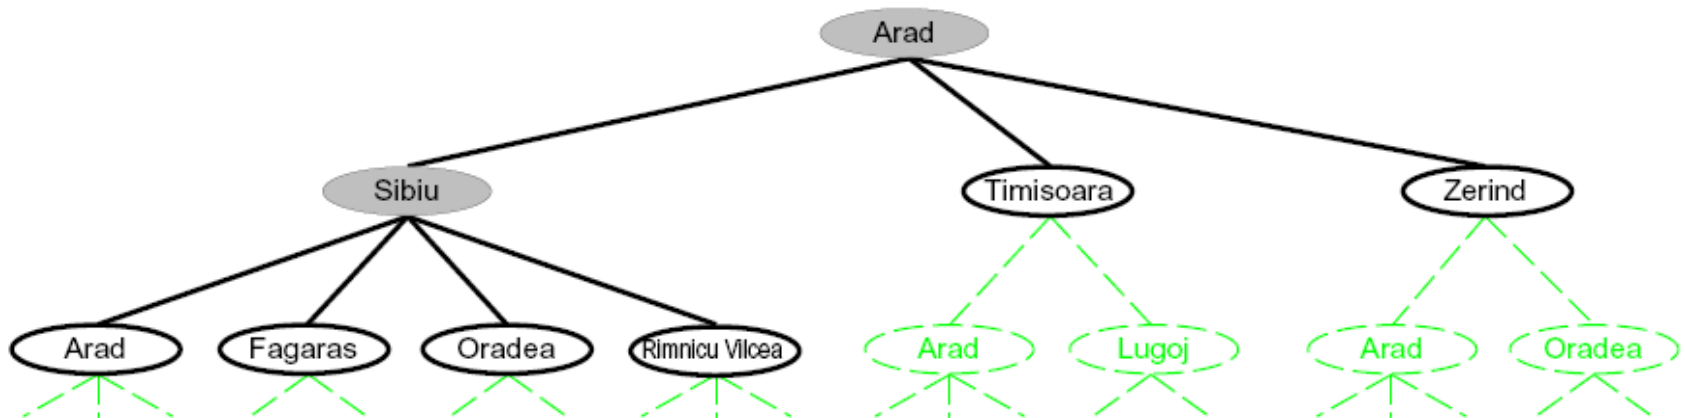 Arad
Sibiu
Timisoara
Zerind
Arad
Fagaras
Oradea
Rimnicu Vilcea
Arad
Lugoj
Arad
Oradea